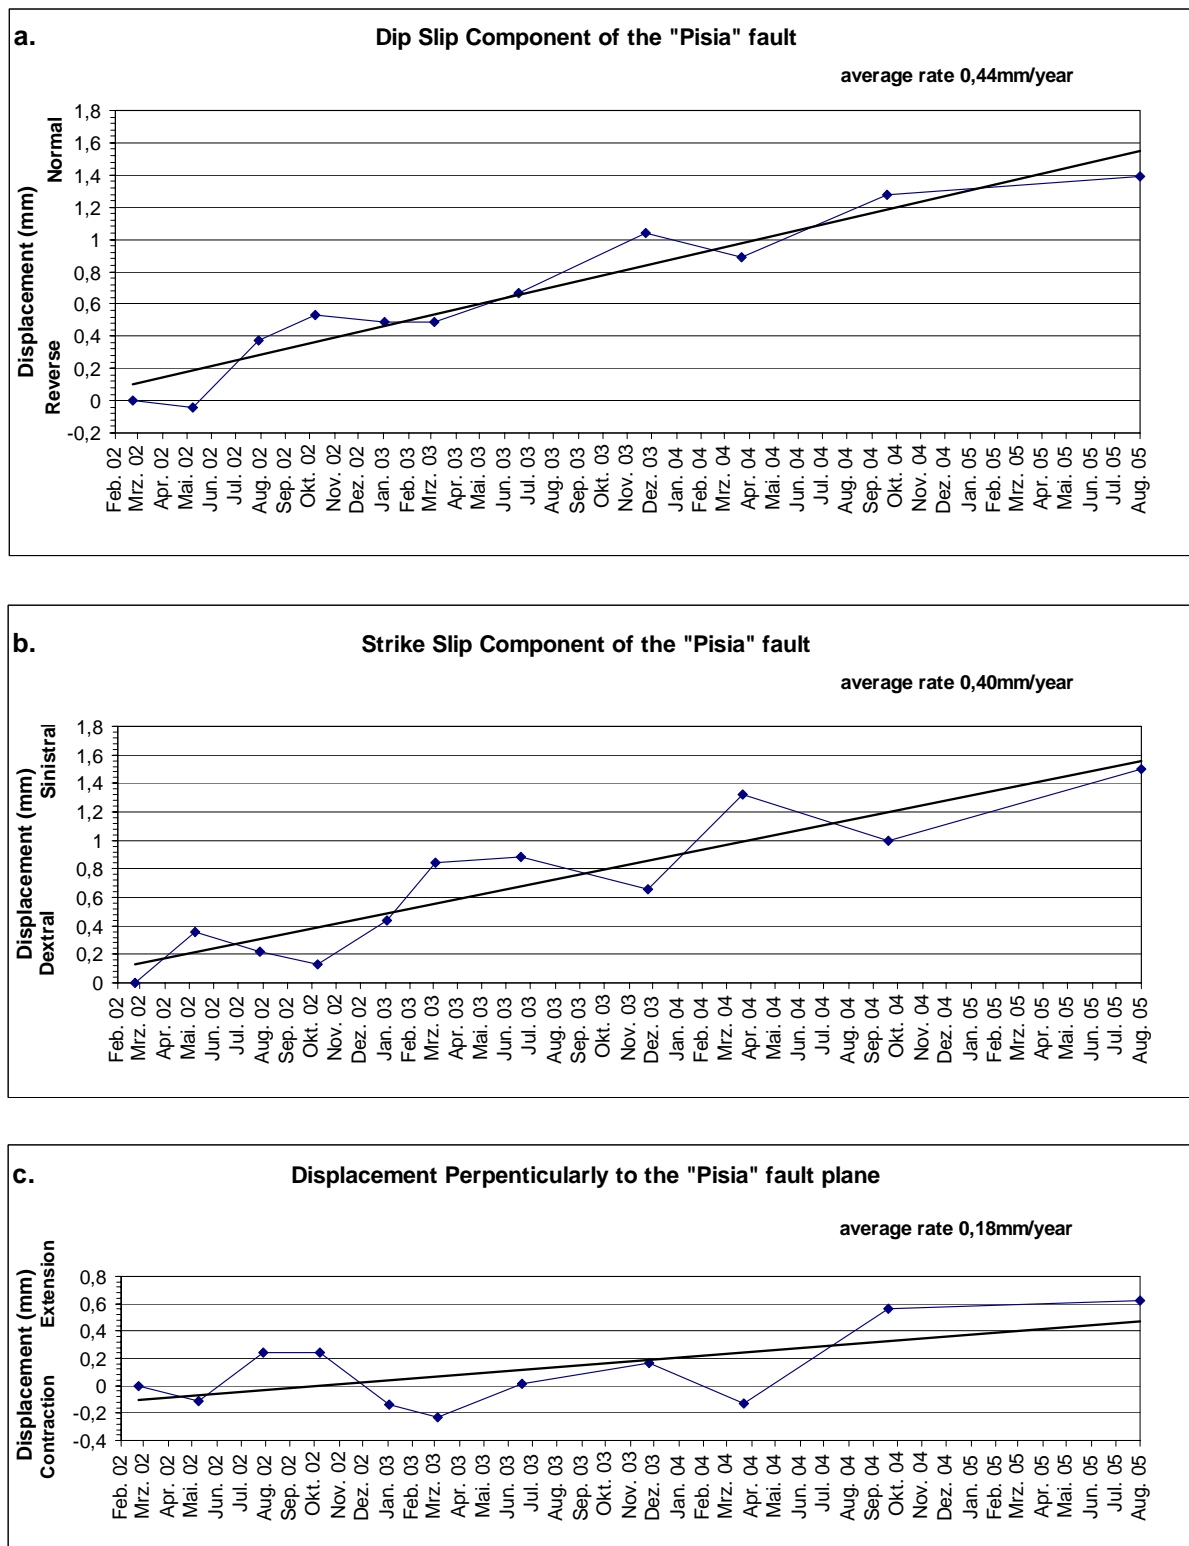 a.
Dip Slip Component of the "Pisia" fault
average rate 0,44mm/year
Displacement (mm)
Reverse
Normal
1,8
1,6
1,4
1,2
1
0,8
0,6
0,4
0,2
0
-0,2
Feb. 02
Mrz. 02
Apr. 02
Mai. 02
Jun. 02
Jul. 02
Aug. 02
Sep. 02
Okt. 02
Nov. 02
Dez. 02
Jan. 03
Feb. 03
Mrz. 03
Apr. 03
Mai. 03
Jun. 03
Jul. 03
Aug. 03
Sep. 03
Okt. 03
Nov. 03
Dez. 03
Jan. 04
Feb. 04
Mrz. 04
Apr. 04
Mai. 04
Jun. 04
Jul. 04
Aug. 04
Sep. 04
Okt. 04
Nov. 04
Dez. 04
Jan. 05
Feb. 05
Mrz. 05
Apr. 05
Mai. 05
Jun. 05
Jul. 05
Aug. 05
b.
Strike Slip Component of the "Pisia" fault
average rate 0,40mm/year
Displacement (mm)
Dextral
Sinistral
1,8
1,6
1,4
1,2
1
0,8
0,6
0,4
0,2
0
Feb. 02
Mrz. 02
Apr. 02
Mai. 02
Jun. 02
Jul. 02
Aug. 02
Sep. 02
Okt. 02
Nov. 02
Dez. 02
Jan. 03
Feb. 03
Mrz. 03
Apr. 03
Mai. 03
Jun. 03
Jul. 03
Aug. 03
Sep. 03
Okt. 03
Nov. 03
Dez. 03
Jan. 04
Feb. 04
Mrz. 04
Apr. 04
Mai. 04
Jun. 04
Jul. 04
Aug. 04
Sep. 04
Okt. 04
Nov. 04
Dez. 04
Jan. 05
Feb. 05
Mrz. 05
Apr. 05
Mai. 05
Jun. 05
Jul. 05
Aug. 05
c.
Displacement Perpenticularly to the "Pisia" fault plane
average rate 0,18mm/year
Displacement (mm)
Contraction
Extension
0,8
0,6
0,4
0,2
0
-0,2
-0,4
Feb. 02
Mrz. 02
Apr. 02
Mai. 02
Jun. 02
Jul. 02
Aug. 02
Sep. 02
Okt. 02
Nov. 02
Dez. 02
Jan. 03
Feb. 03
Mrz. 03
Apr. 03
Mai. 03
Jun. 03
Jul. 03
Aug. 03
Sep. 03
Okt. 03
Nov. 03
Dez. 03
Jan. 04
Feb. 04
Mrz. 04
Apr. 04
Mai. 04
Jun. 04
Jul. 04
Aug. 04
Sep. 04
Okt. 04
Nov. 04
Dez. 04
Jan. 05
Feb. 05
Mrz. 05
Apr. 05
Mai. 05
Jun. 05
Jul. 05
Aug. 05